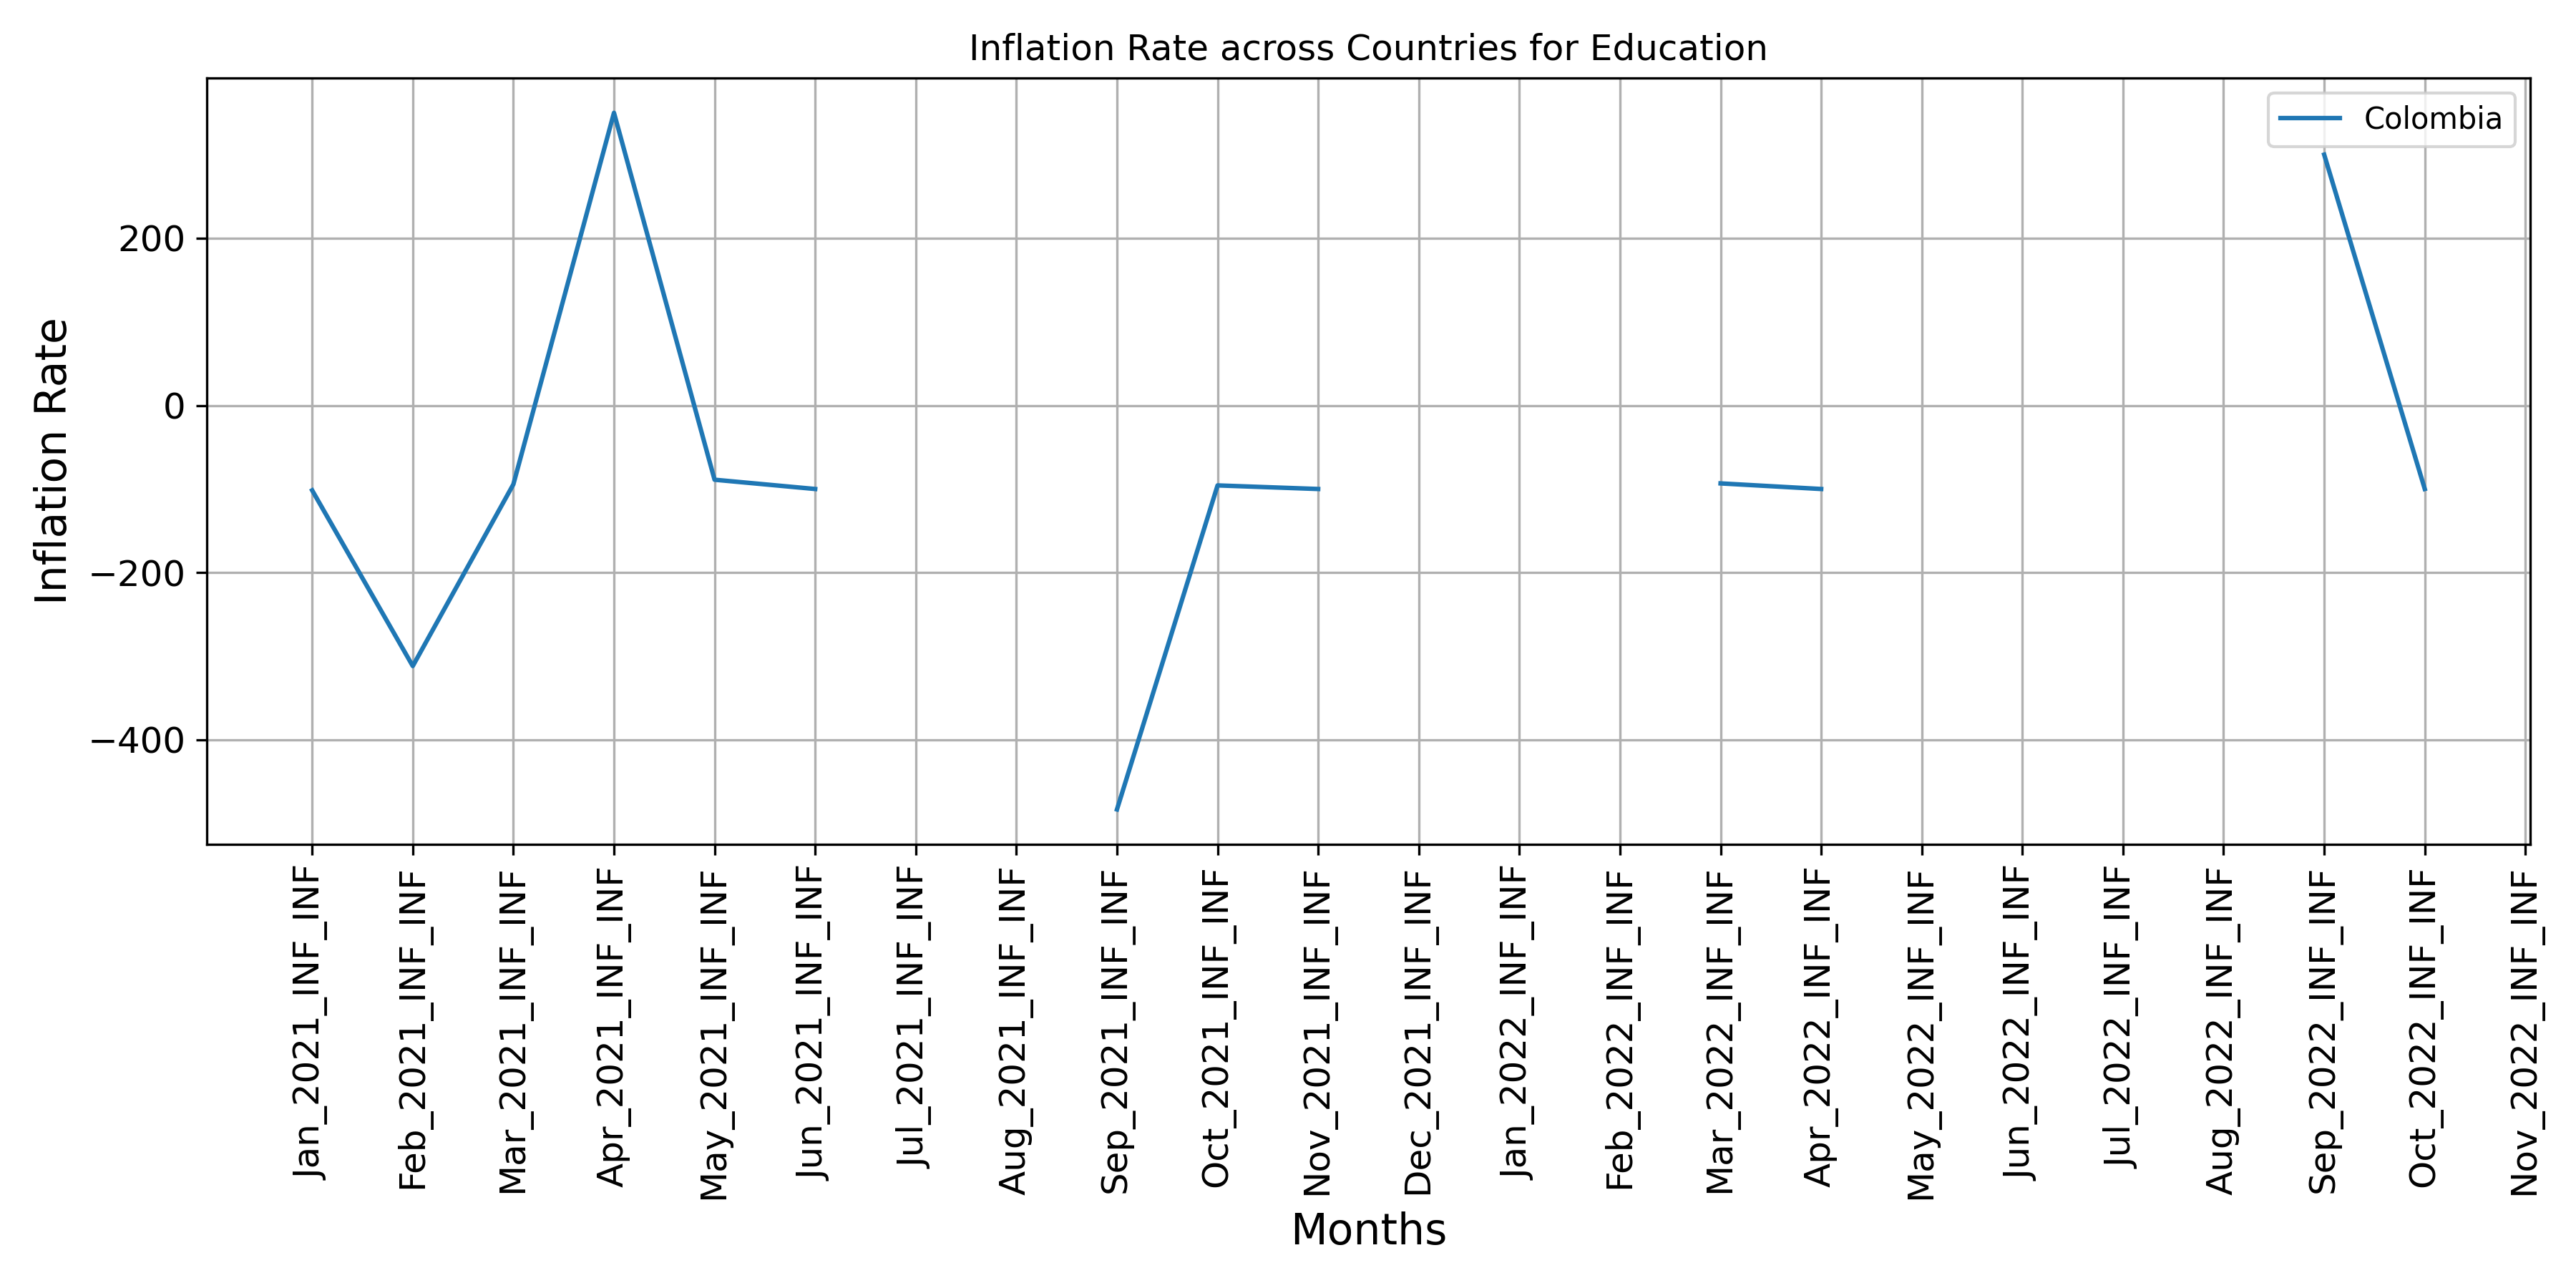 Inflation Rate across Countries for Education
Colombia
Inflation Rate
200
0
−200
−400
Jan_2021_INF_INF
Feb_2021_INF_INF
Mar_2021_INF_INF
Apr_2021_INF_INF
May_2021_INF_INF
Jun_2021_INF_INF
Jul_2021_INF_INF
Aug_2021_INF_INF
Sep_2021_INF_INF
Oct_2021_INF_INF
Nov_2021_INF_INF
Dec_2021_INF_INF
Jan_2022_INF_INF
Feb_2022_INF_INF
Mar_2022_INF_INF
Apr_2022_INF_INF
May_2022_INF_INF
Jun_2022_INF_INF
Jul_2022_INF_INF
Aug_2022_INF_INF
Sep_2022_INF_INF
Oct_2022_INF_INF
Nov_2022_INF_INF
Months